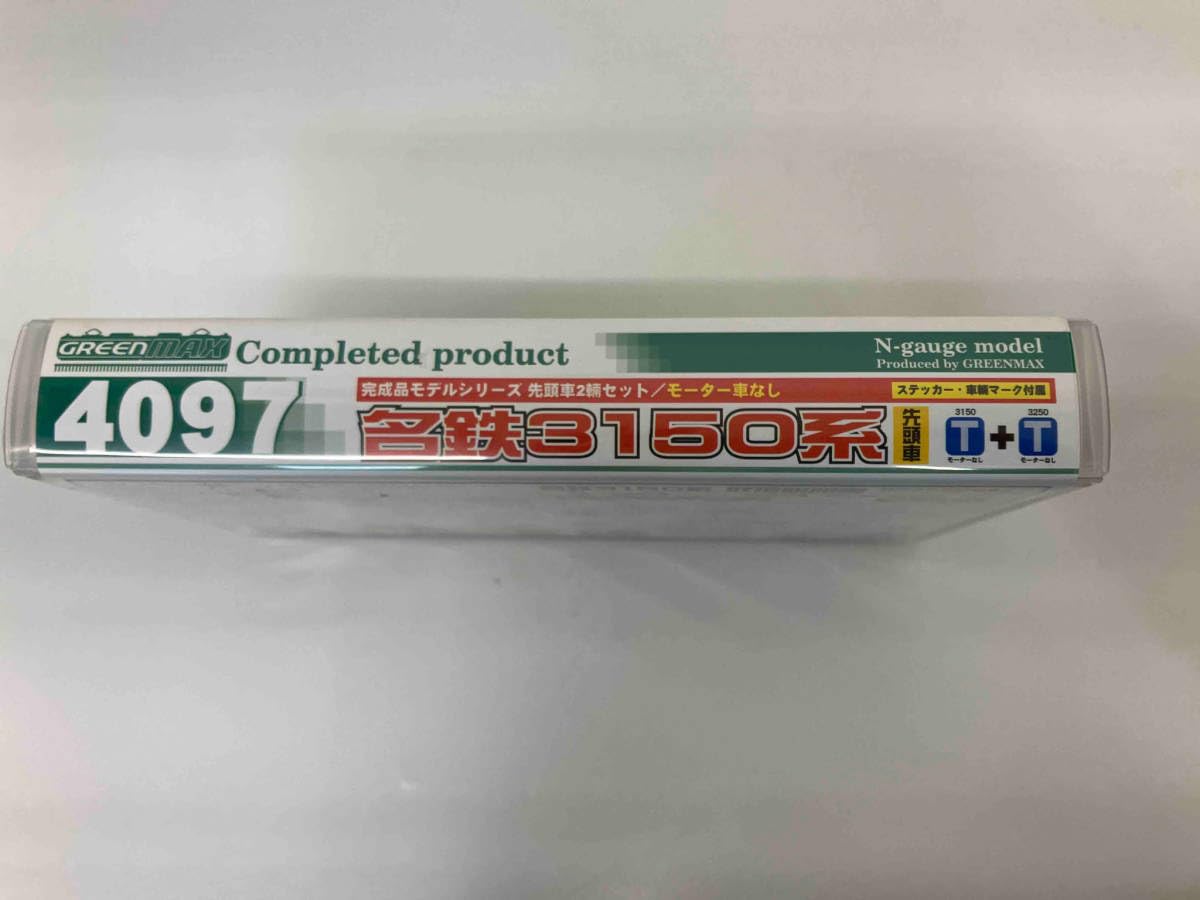 GREENMAX Completed product
N-gauge model
Produced by GREENMAX
4097
完成品モデルシリーズ 先頭車2輛セット/モーター車なし
ステッカー・車輛マーク付属
名鉄3150系
先頭車
3150 3250
T+T
モーターなし モーターなし